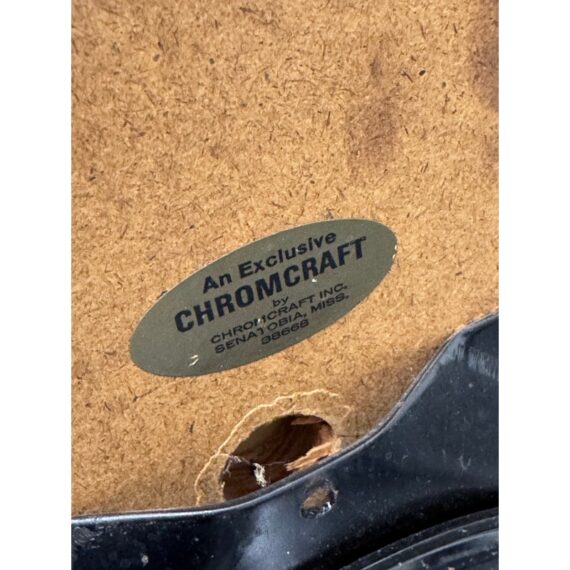 An Exclusive
CHROMCRAFT
by
CHROMCRAFT INC.
SENATOBIA, MISS.
38668